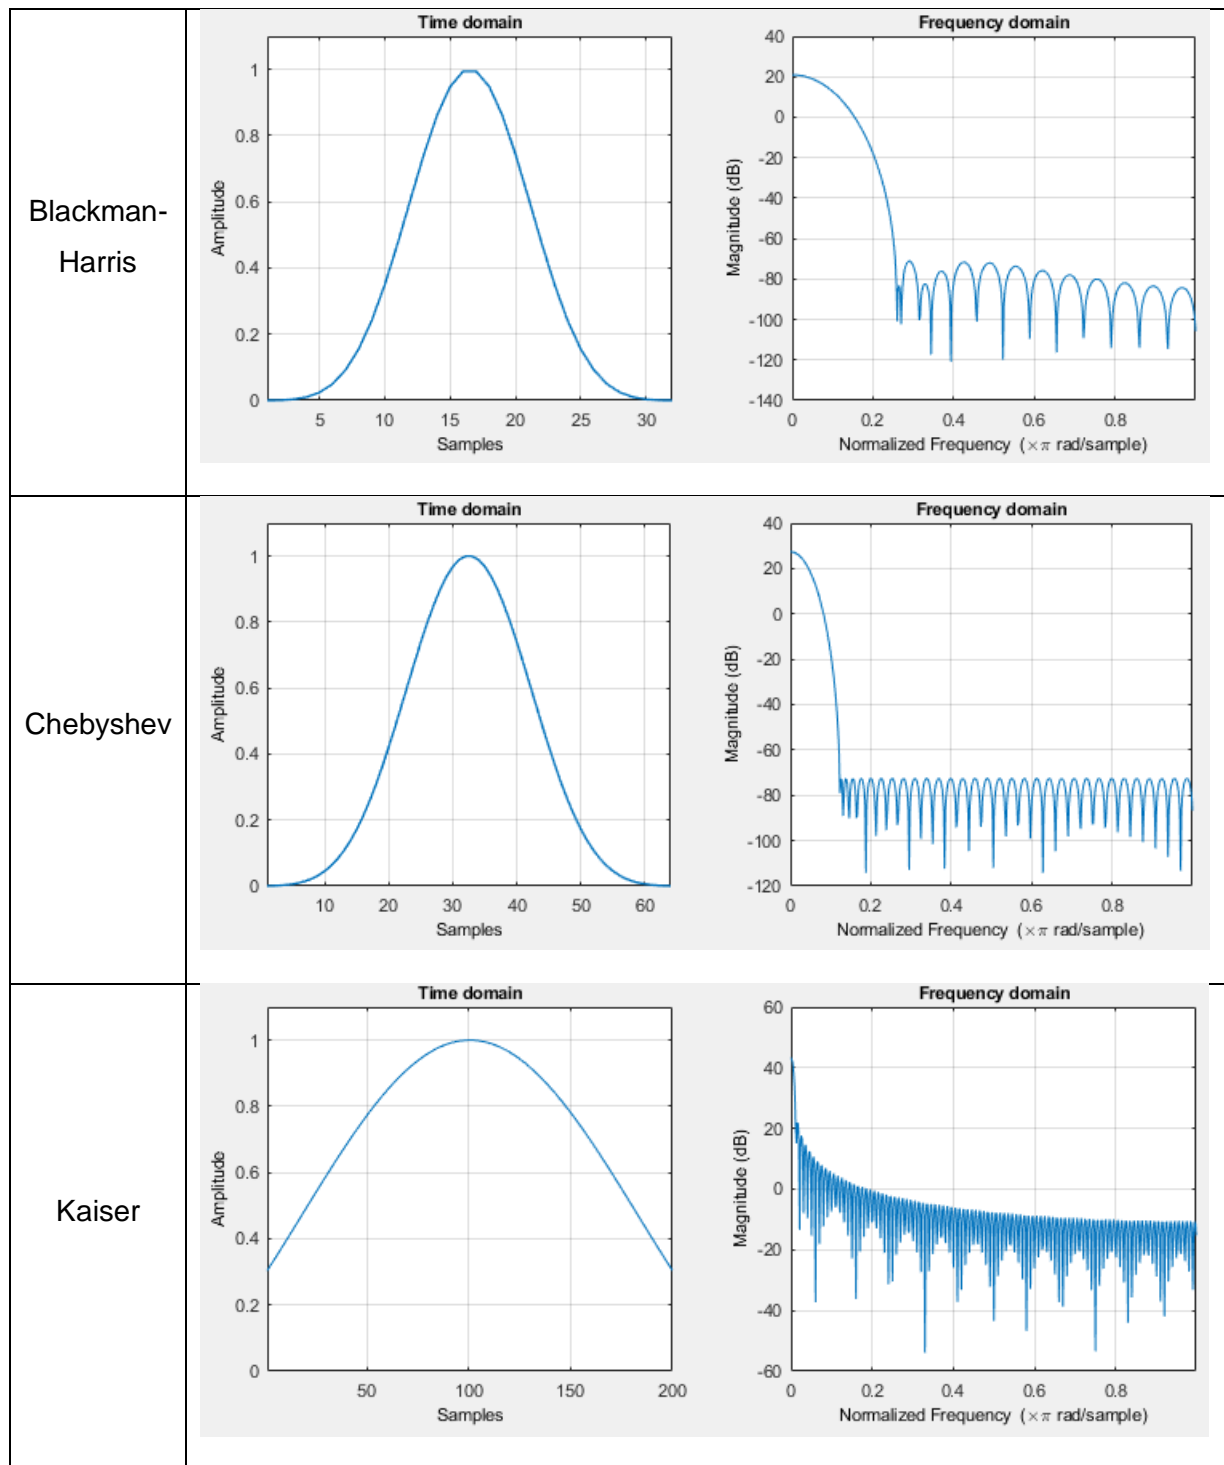 Blackman-
Harris
Time domain
Amplitude
1
0.8
0.6
0.4
0.2
0
5 10 15 20 25 30
Samples
Frequency domain
Magnitude (dB)
40
20
0
-20
-40
-60
-80
-100
-120
-140
0 0.2 0.4 0.6 0.8
Normalized Frequency (×π rad/sample)
Chebyshev
Time domain
Amplitude
1
0.8
0.6
0.4
0.2
0
10 20 30 40 50 60
Samples
Frequency domain
Magnitude (dB)
40
20
0
-20
-40
-60
-80
-100
-120
0 0.2 0.4 0.6 0.8
Normalized Frequency (×π rad/sample)
Kaiser
Time domain
Amplitude
1
0.8
0.6
0.4
0.2
0
50 100 150 200
Samples
Frequency domain
Magnitude (dB)
60
40
20
0
-20
-40
-60
0 0.2 0.4 0.6 0.8
Normalized Frequency (×π rad/sample)